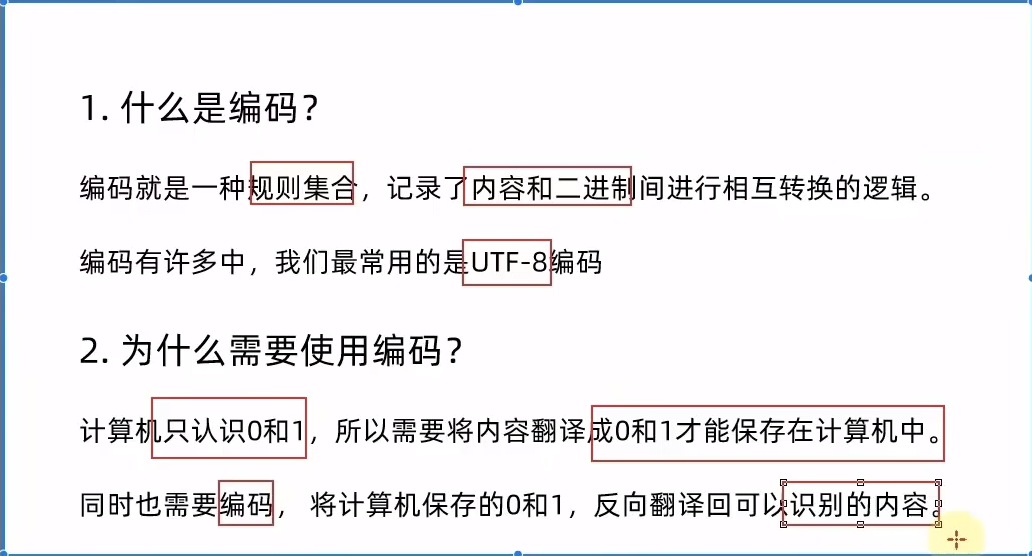 1. 什么是编码？
编码就是一种规则集合，记录了内容和二进制间进行相互转换的逻辑。
编码有许多中，我们最常用的是UTF-8编码
2. 为什么需要使用编码？
计算机只认识0和1，所以需要将内容翻译成0和1才能保存在计算机中。
同时也需要编码， 将计算机保存的0和1，反向翻译回可以识别的内容。